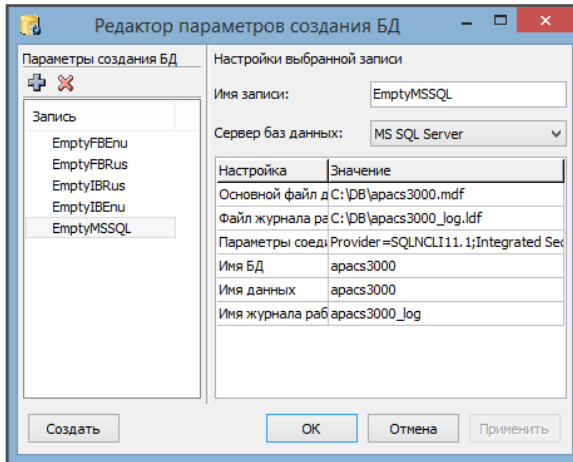 Редактор параметров создания БД
Параметры создания БД
Запись
EmptyFBEnu
EmptyFBRus
EmptyIBRus
EmptyIBEnu
EmptyMSSQL
Настройки выбранной записи
Имя записи: EmptyMSSQL
Сервер баз данных: MS SQL Server
Настройка Значение
Основной файл д C:\DB\apacs3000.mdf
Файл журнала ра C:\DB\apacs3000_log.ldf
Параметры соеди Provider=SQLNCLI11.1;Integrated Sec
Имя БД apacs3000
Имя данных apacs3000
Имя журнала раб apacs3000_log
Создать ОК Отмена Применить